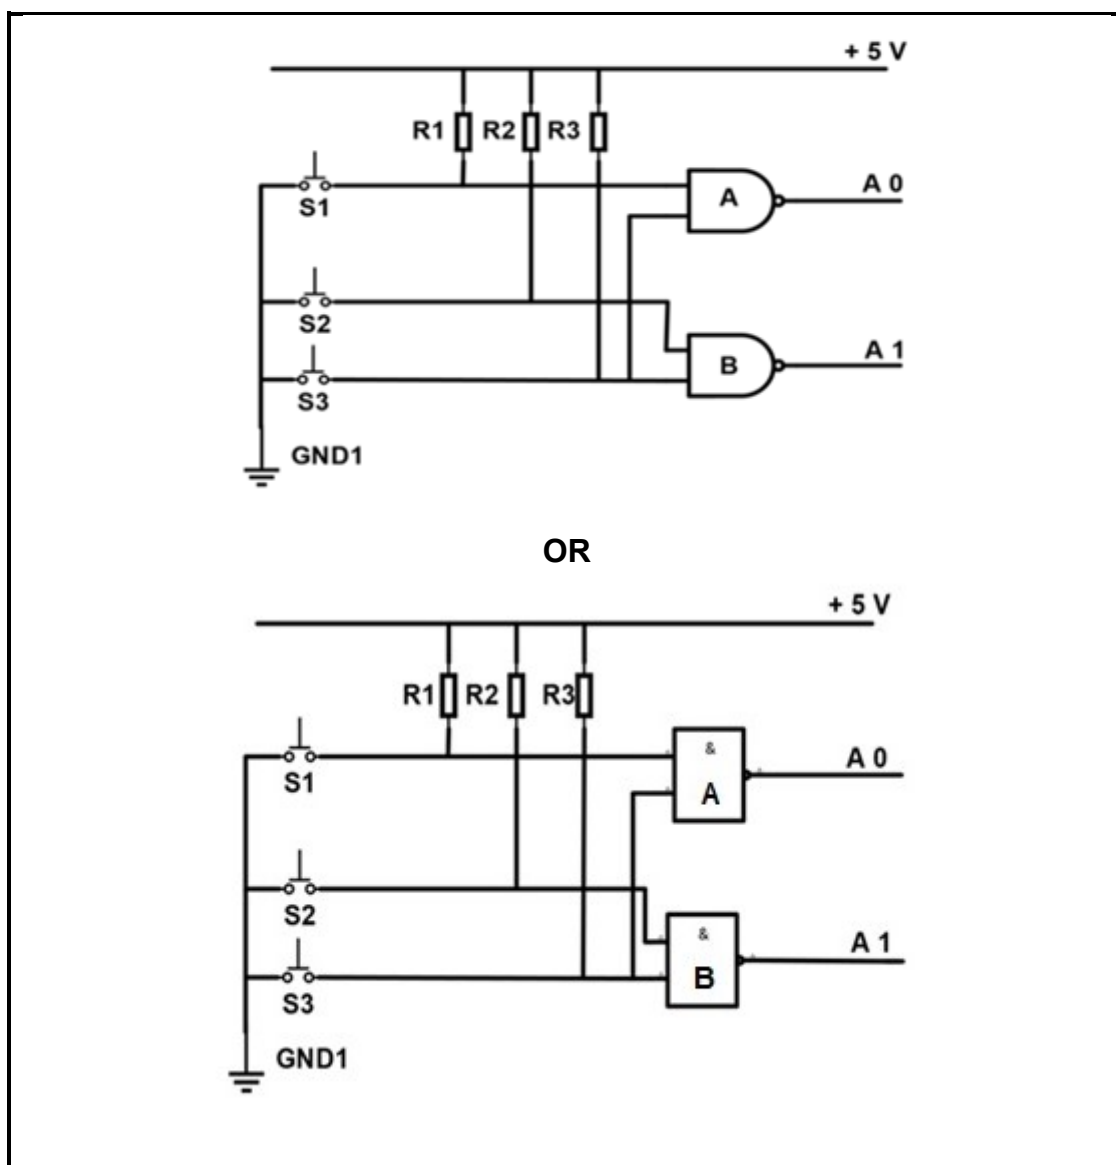 + 5 V
R1 R2 R3
A 0
A
S1
S2
A 1
B
S3
GND1
OR
+ 5 V
R1 R2 R3
&
A 0
S1
A
S2
&
A 1
B
S3
GND1